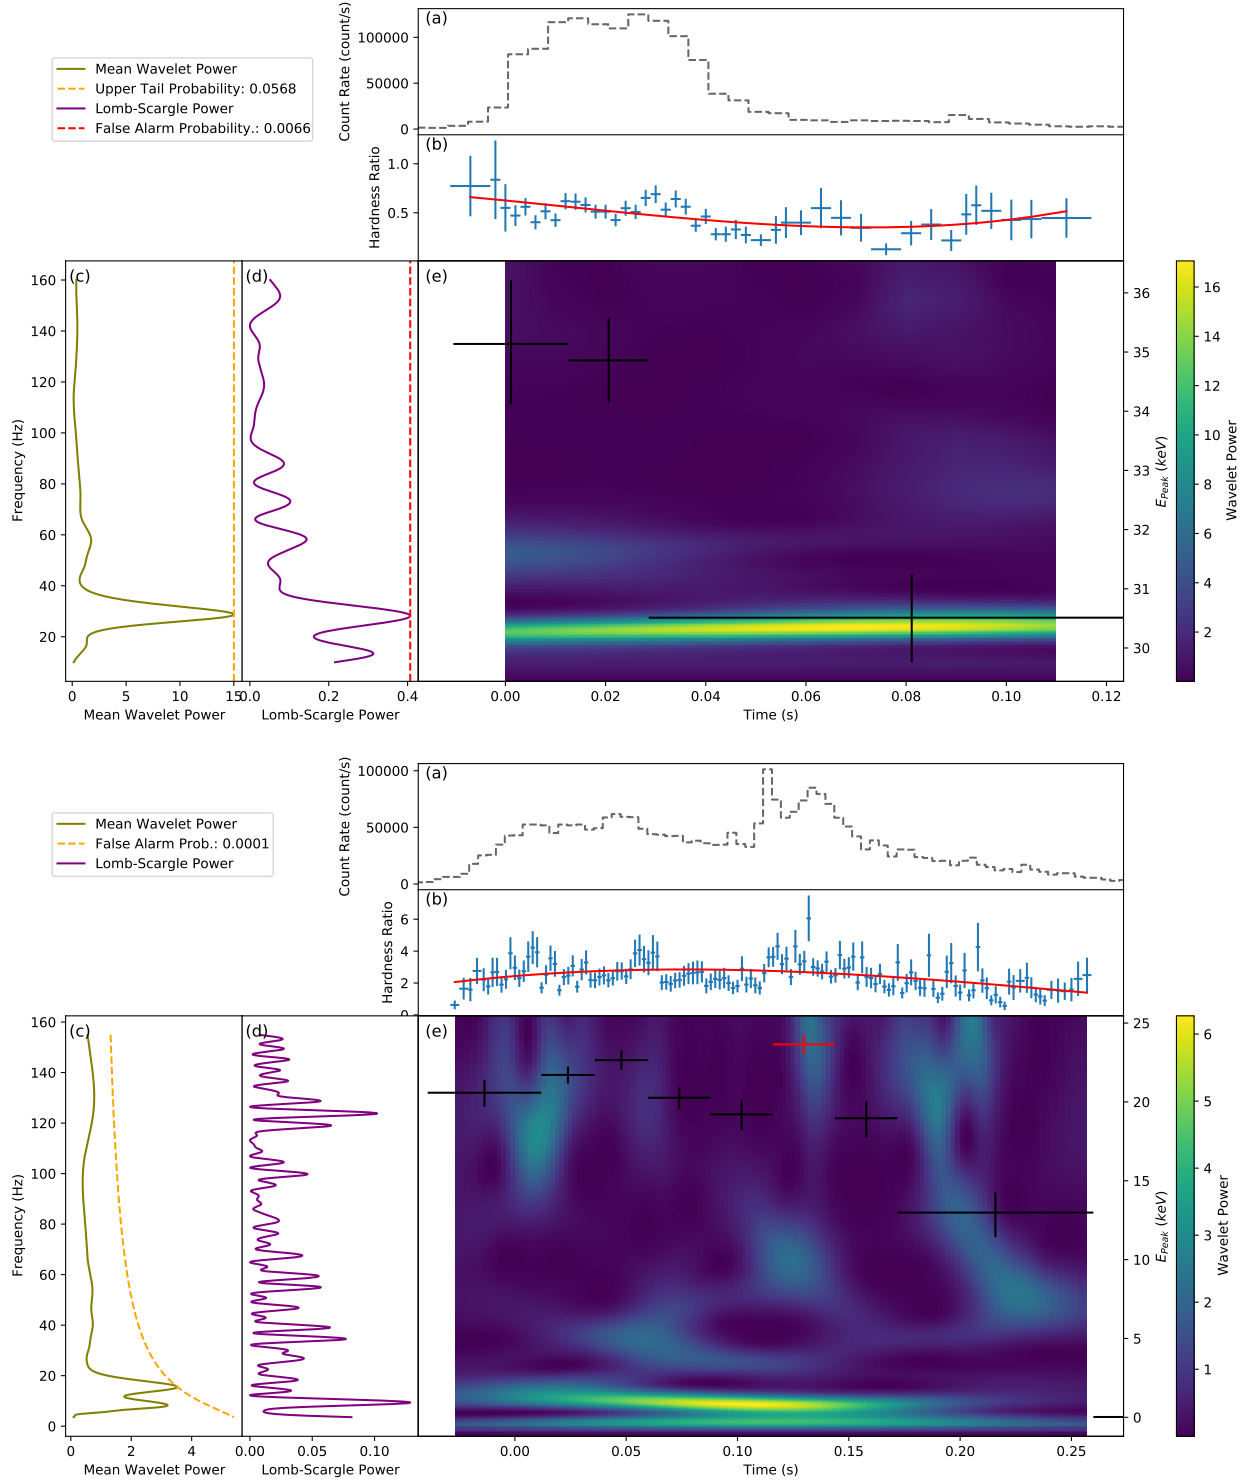 Mean Wavelet Power
Upper Tail Probability: 0.0568
Lomb-Scargle Power
False Alarm Probability.: 0.0066
(a)
Count Rate (count/s)
100000
50000
0
(b)
Hardness Ratio
1.0
0.5
(c)
Frequency (Hz)
160
140
120
100
80
60
40
20
0 5 10 15
Mean Wavelet Power
(d)
0.0 0.2 0.4
Lomb-Scargle Power
(e)
0.00 0.02 0.04 0.06 0.08 0.10 0.12
Time (s)
36
35
34
33
32
31
30
E_Peak (keV)
16
14
12
10
8
6
4
2
Wavelet Power
Mean Wavelet Power
False Alarm Prob.: 0.0001
Lomb-Scargle Power
(a)
Count Rate (count/s)
100000
50000
0
(b)
Hardness Ratio
6
4
2
0
(c)
Frequency (Hz)
160
140
120
100
80
60
40
20
0
0 2 4
Mean Wavelet Power
(d)
0.00 0.05 0.10
Lomb-Scargle Power
(e)
0.00 0.05 0.10 0.15 0.20 0.25
Time (s)
25
20
15
10
5
0
E_Peak (keV)
6
5
4
3
2
1
Wavelet Power